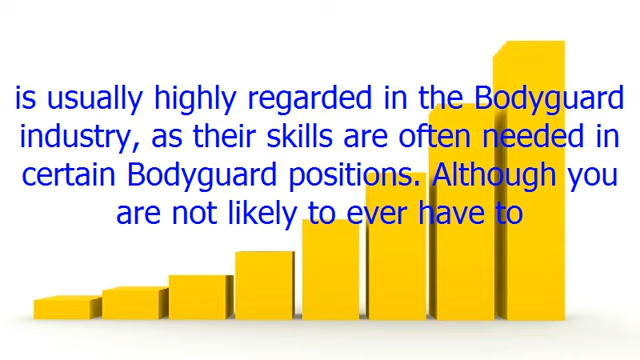 is usually highly regarded in the Bodyguard
industry, as their skills are often needed in
certain Bodyguard positions. Although you
are not likely to ever have to